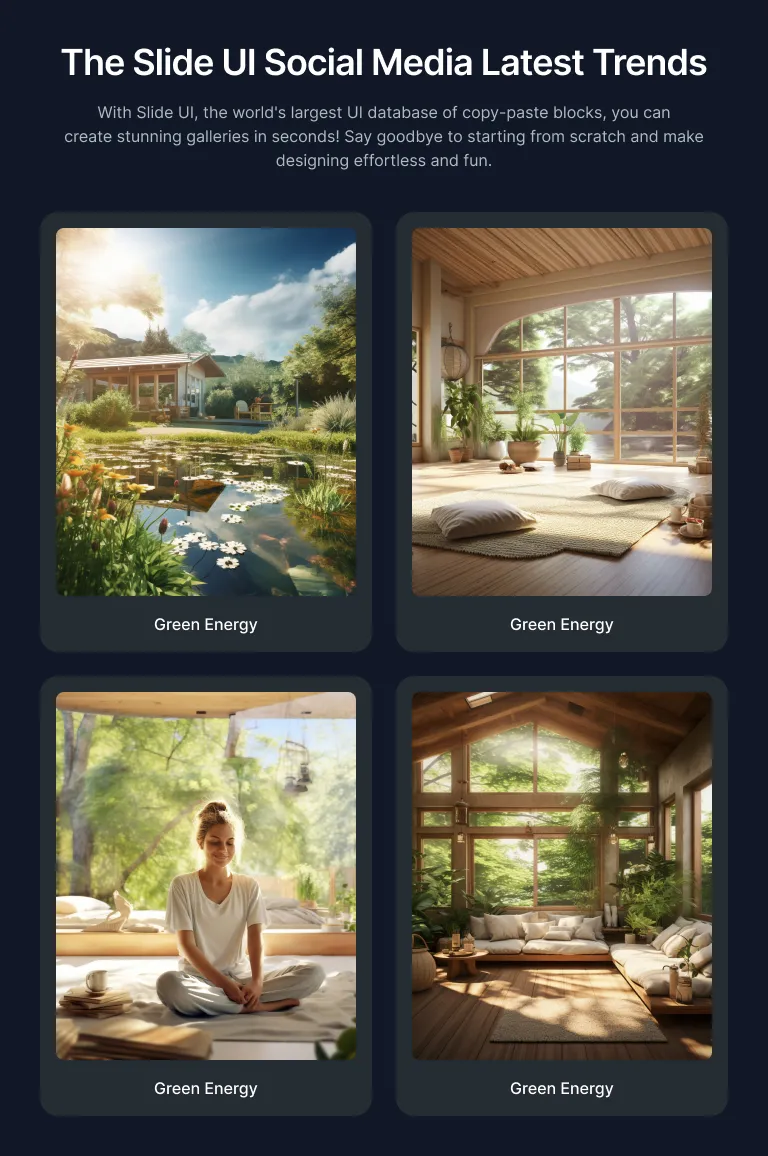 The Slide UI Social Media Latest Trends
With Slide UI, the world's largest UI database of copy-paste blocks, you can
create stunning galleries in seconds! Say goodbye to starting from scratch and make
designing effortless and fun.
Green Energy
Green Energy
Green Energy
Green Energy